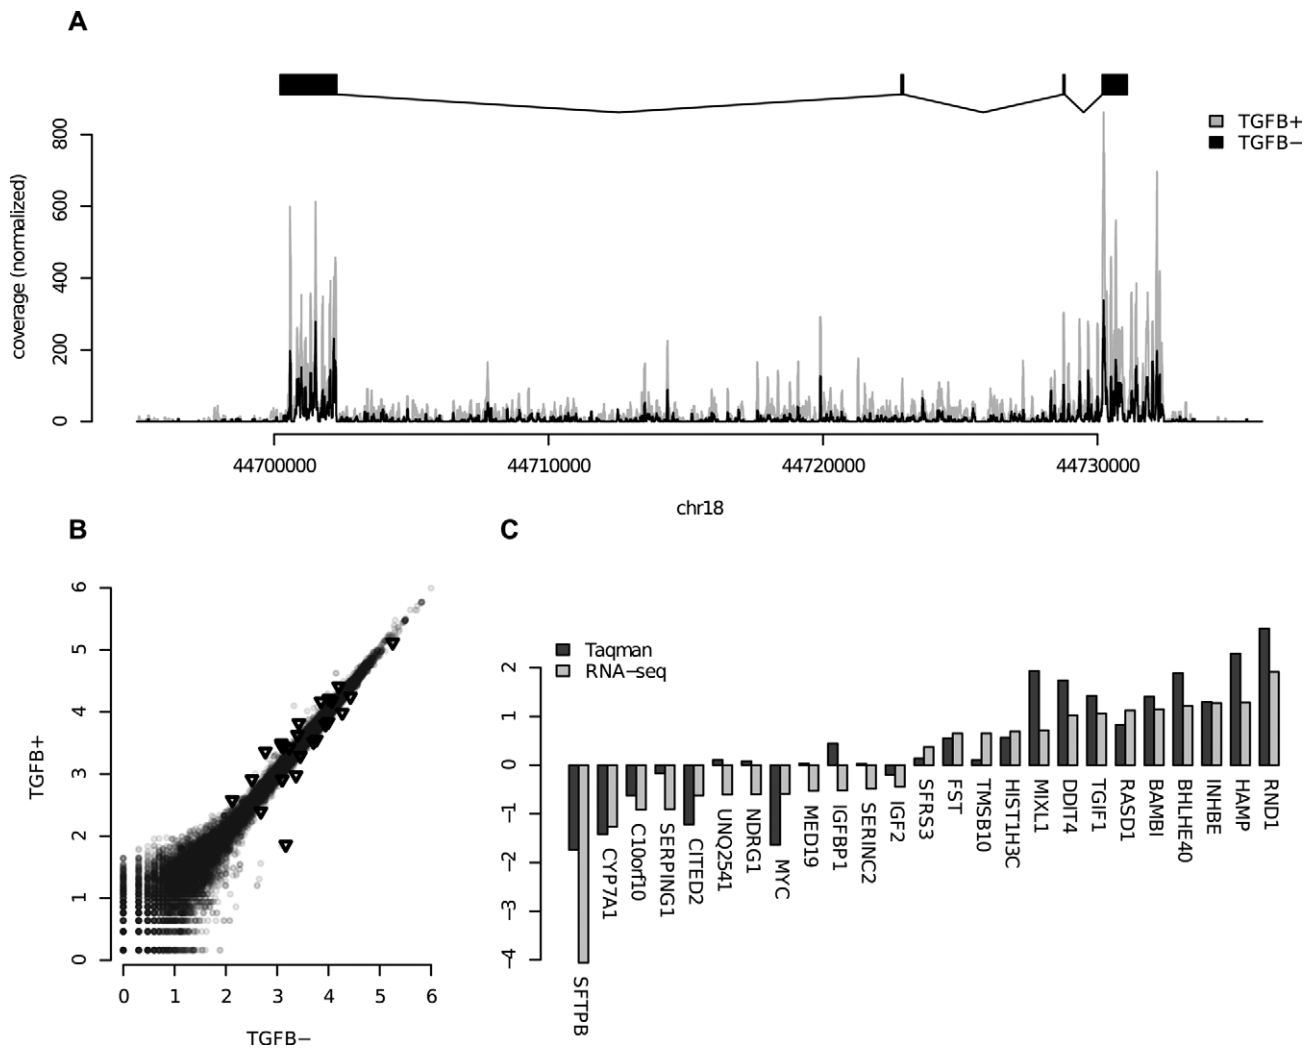 A
TGFB+
TGFB−
coverage (normalized)
800
600
400
200
0
44700000 44710000 44720000 44730000
chr18
B
TGFB+
6
5
4
3
2
1
0
0 1 2 3 4 5 6
TGFB−
C
Taqman
RNA−seq
2
1
0
-1
-2
-3
-4
SFTPB
CYP7A1
C10orf10
SERPING1
CITED2
UNQ2541
NDRG1
MYC
MED19
IGFBP1
SERINC2
IGF2
SFRS3
FST
TMSB10
HIST1H3C
MIXL1
DDIT4
TGIF1
RASD1
BAMBI
BHLHE40
INHBE
HAMP
RND1